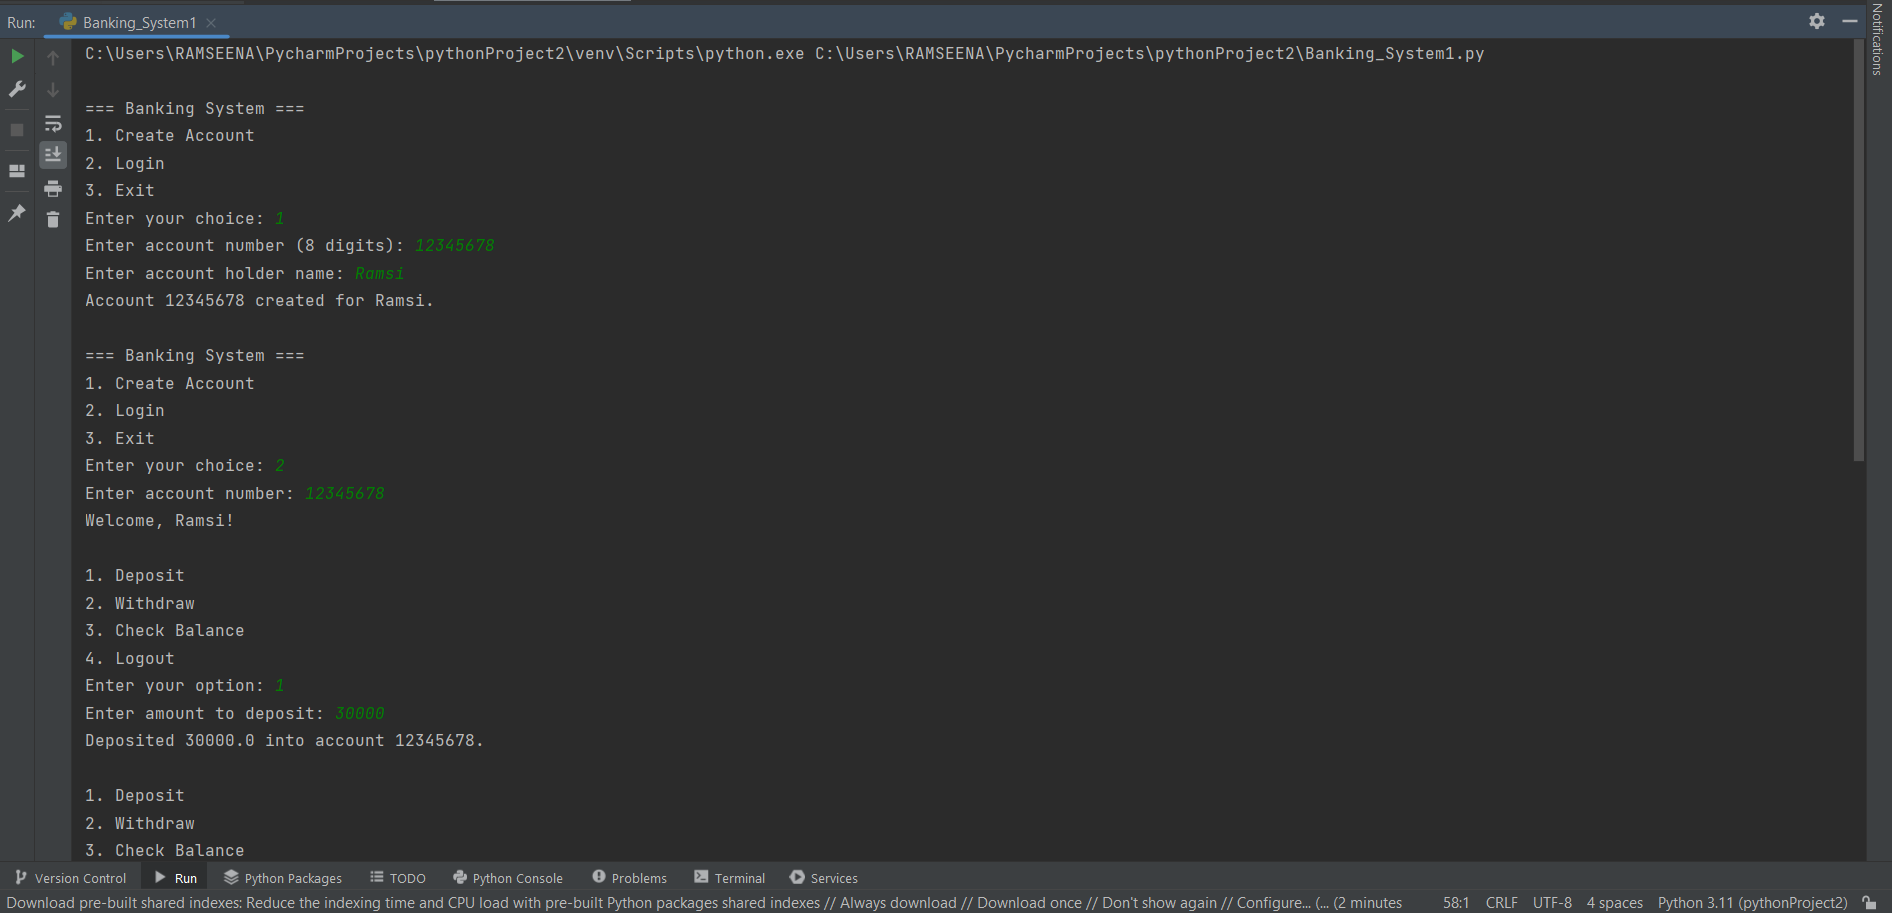 Run: Banking_System1
Notifications
C:\Users\RAMSEENA\PycharmProjects\pythonProject2\venv\Scripts\python.exe C:\Users\RAMSEENA\PycharmProjects\pythonProject2\Banking_System1.py
=== Banking System ===
1. Create Account
2. Login
3. Exit
Enter your choice: 1
Enter account number (8 digits): 12345678
Enter account holder name: Ramsi
Account 12345678 created for Ramsi.
=== Banking System ===
1. Create Account
2. Login
3. Exit
Enter your choice: 2
Enter account number: 12345678
Welcome, Ramsi!
1. Deposit
2. Withdraw
3. Check Balance
4. Logout
Enter your option: 1
Enter amount to deposit: 30000
Deposited 30000.0 into account 12345678.
1. Deposit
2. Withdraw
3. Check Balance
Version Control Run Python Packages TODO Python Console Problems Terminal Services
Download pre-built shared indexes: Reduce the indexing time and CPU load with pre-built Python packages shared indexes // Always download // Download once // Don't show again // Configure... (... (2 minutes 58:1 CRLF UTF-8 4 spaces Python 3.11 (pythonProject2)